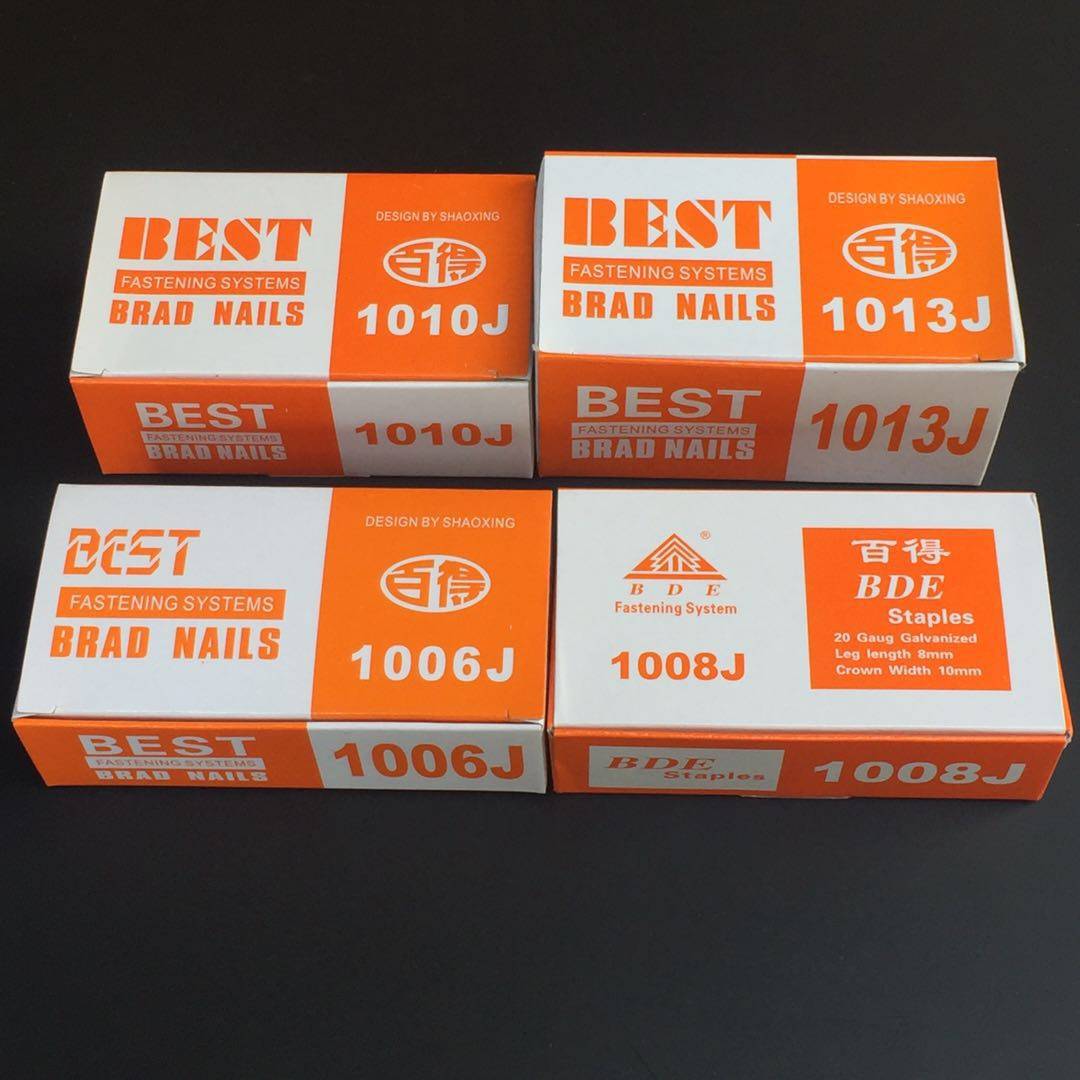 BEST
FASTENING SYSTEMS
BRAD NAILS
DESIGN BY SHAOXING
百得
1010J
BEST
FASTENING SYSTEMS
BRAD NAILS
1010J
BEST
FASTENING SYSTEMS
BRAD NAILS
DESIGN BY SHAOXING
百得
1013J
BEST
FASTENING SYSTEMS
BRAD NAILS
1013J
BEST
FASTENING SYSTEMS
BRAD NAILS
DESIGN BY SHAOXING
百得
1006J
BEST
FASTENING SYSTEMS
BRAD NAILS
1006J
®
BDE
Fastening System
1008J
百得
BDE
Staples
20 Gaug Galvanized
Leg length 8mm
Crown Width 10mm
BDE
Staples
1008J